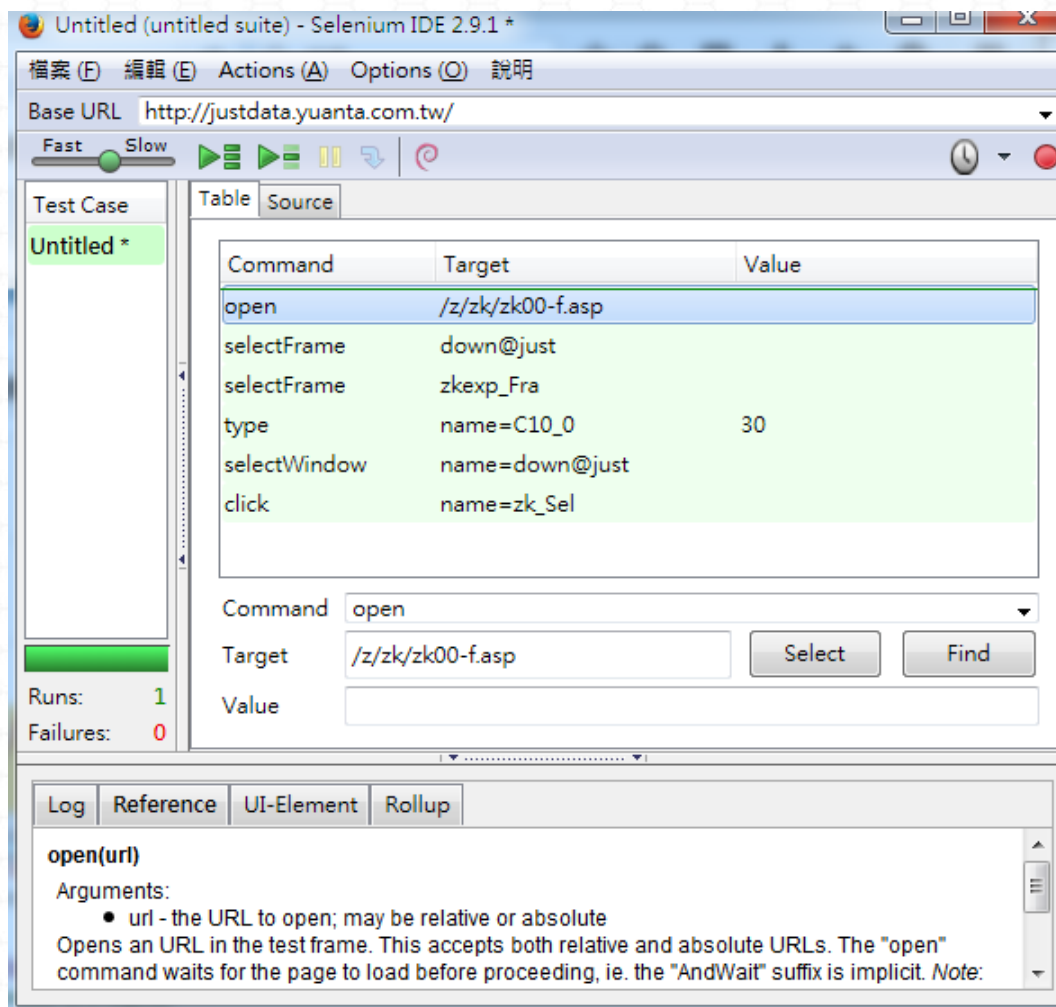 Untitled (untitled suite) - Selenium IDE 2.9.1 *
檔案 (F) 編輯 (E) Actions (A) Options (O) 說明
Base URL http://justdata.yuanta.com.tw/
Fast Slow
Test Case
Untitled *
Table Source
Command Target Value
open /z/zk/zk00-f.asp
selectFrame down@just
selectFrame zkexp_Fra
type name=C10_0 30
selectWindow name=down@just
click name=zk_Sel
Command open
Target /z/zk/zk00-f.asp Select Find
Value
Runs: 1
Failures: 0
Log Reference UI-Element Rollup
open(url)
Arguments:
● url - the URL to open; may be relative or absolute
Opens an URL in the test frame. This accepts both relative and absolute URLs. The "open"
command waits for the page to load before proceeding, ie. the "AndWait" suffix is implicit. Note: